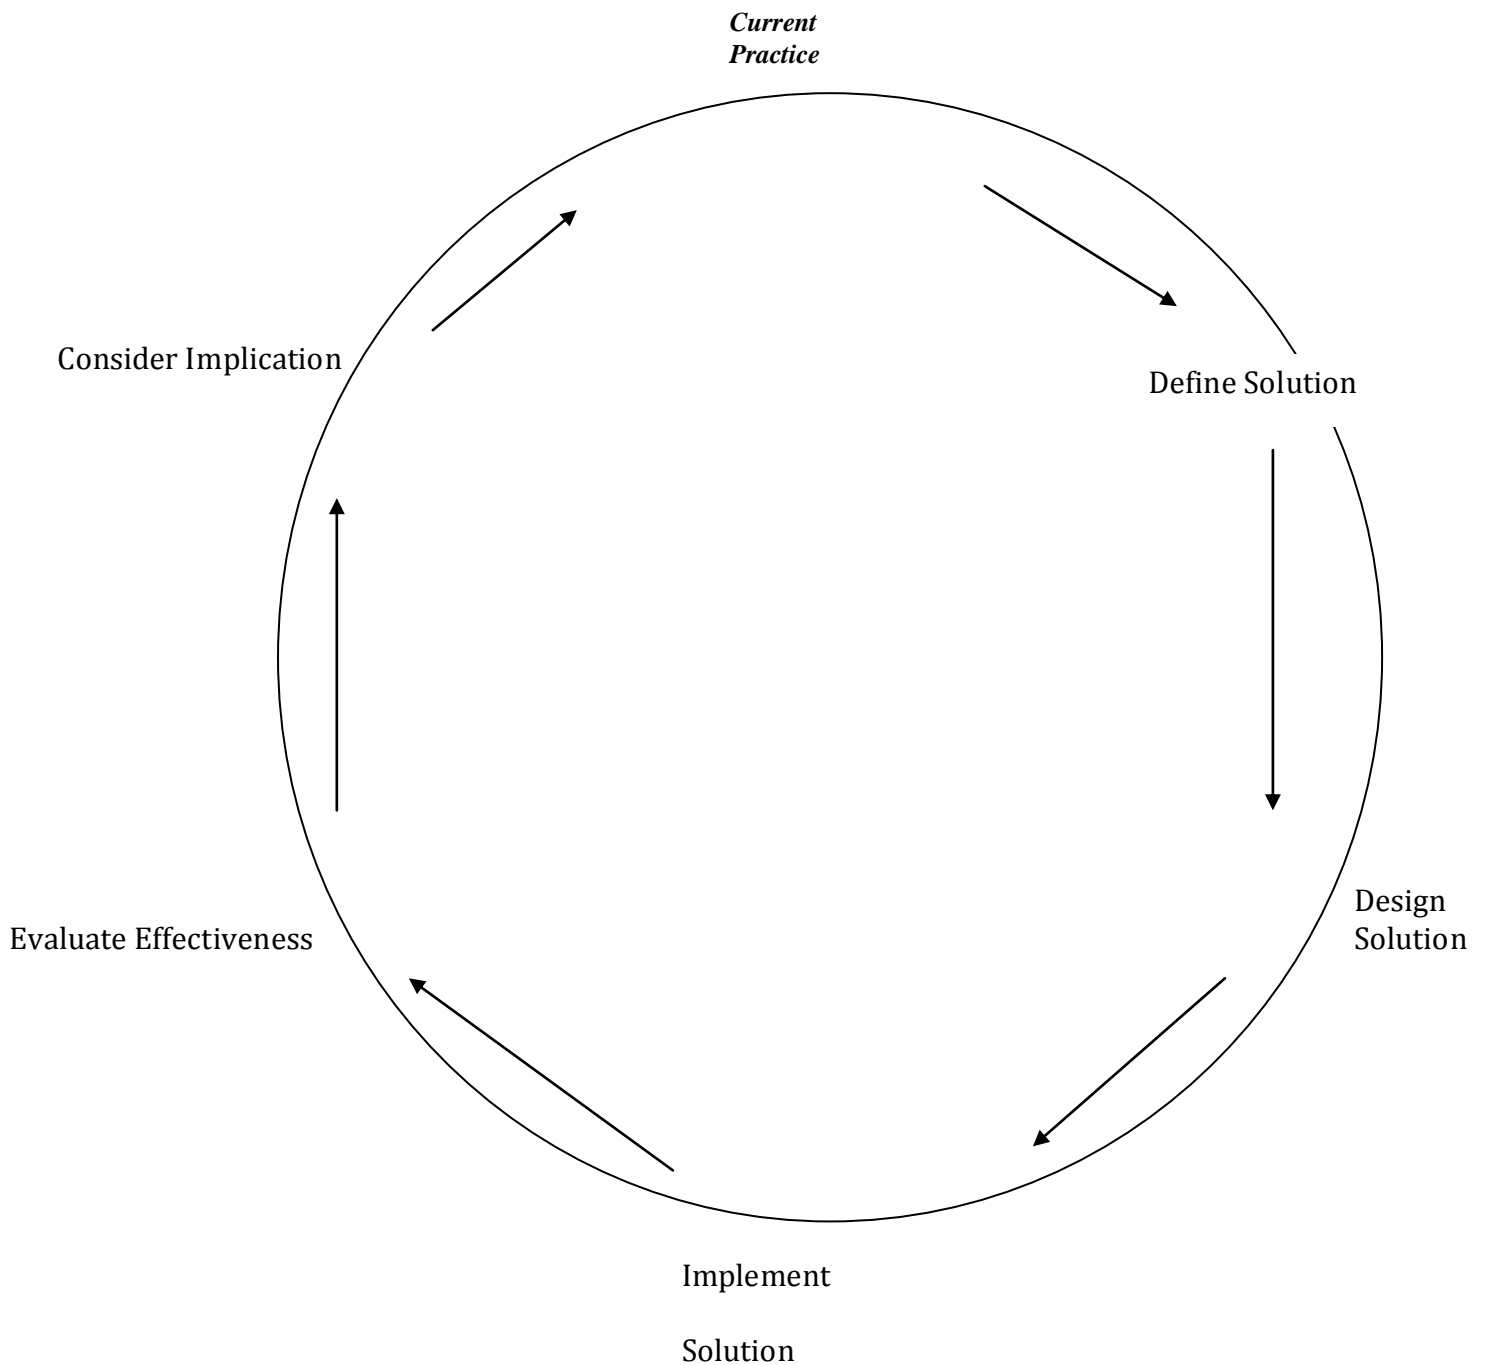 Current
Practice
Consider Implication
Define Solution
Design
Solution
Evaluate Effectiveness
Implement
Solution